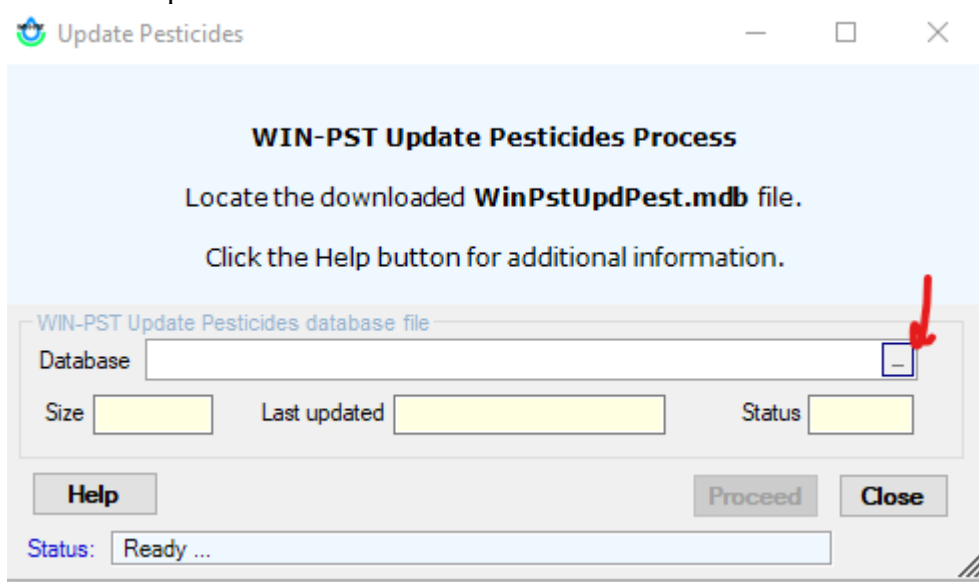 Update Pesticides
WIN-PST Update Pesticides Process
Locate the downloaded WinPstUpdPest.mdb file.
Click the Help button for additional information.
WIN-PST Update Pesticides database file
Database ...
Size Last updated Status
Help Proceed Close
Status: Ready ...